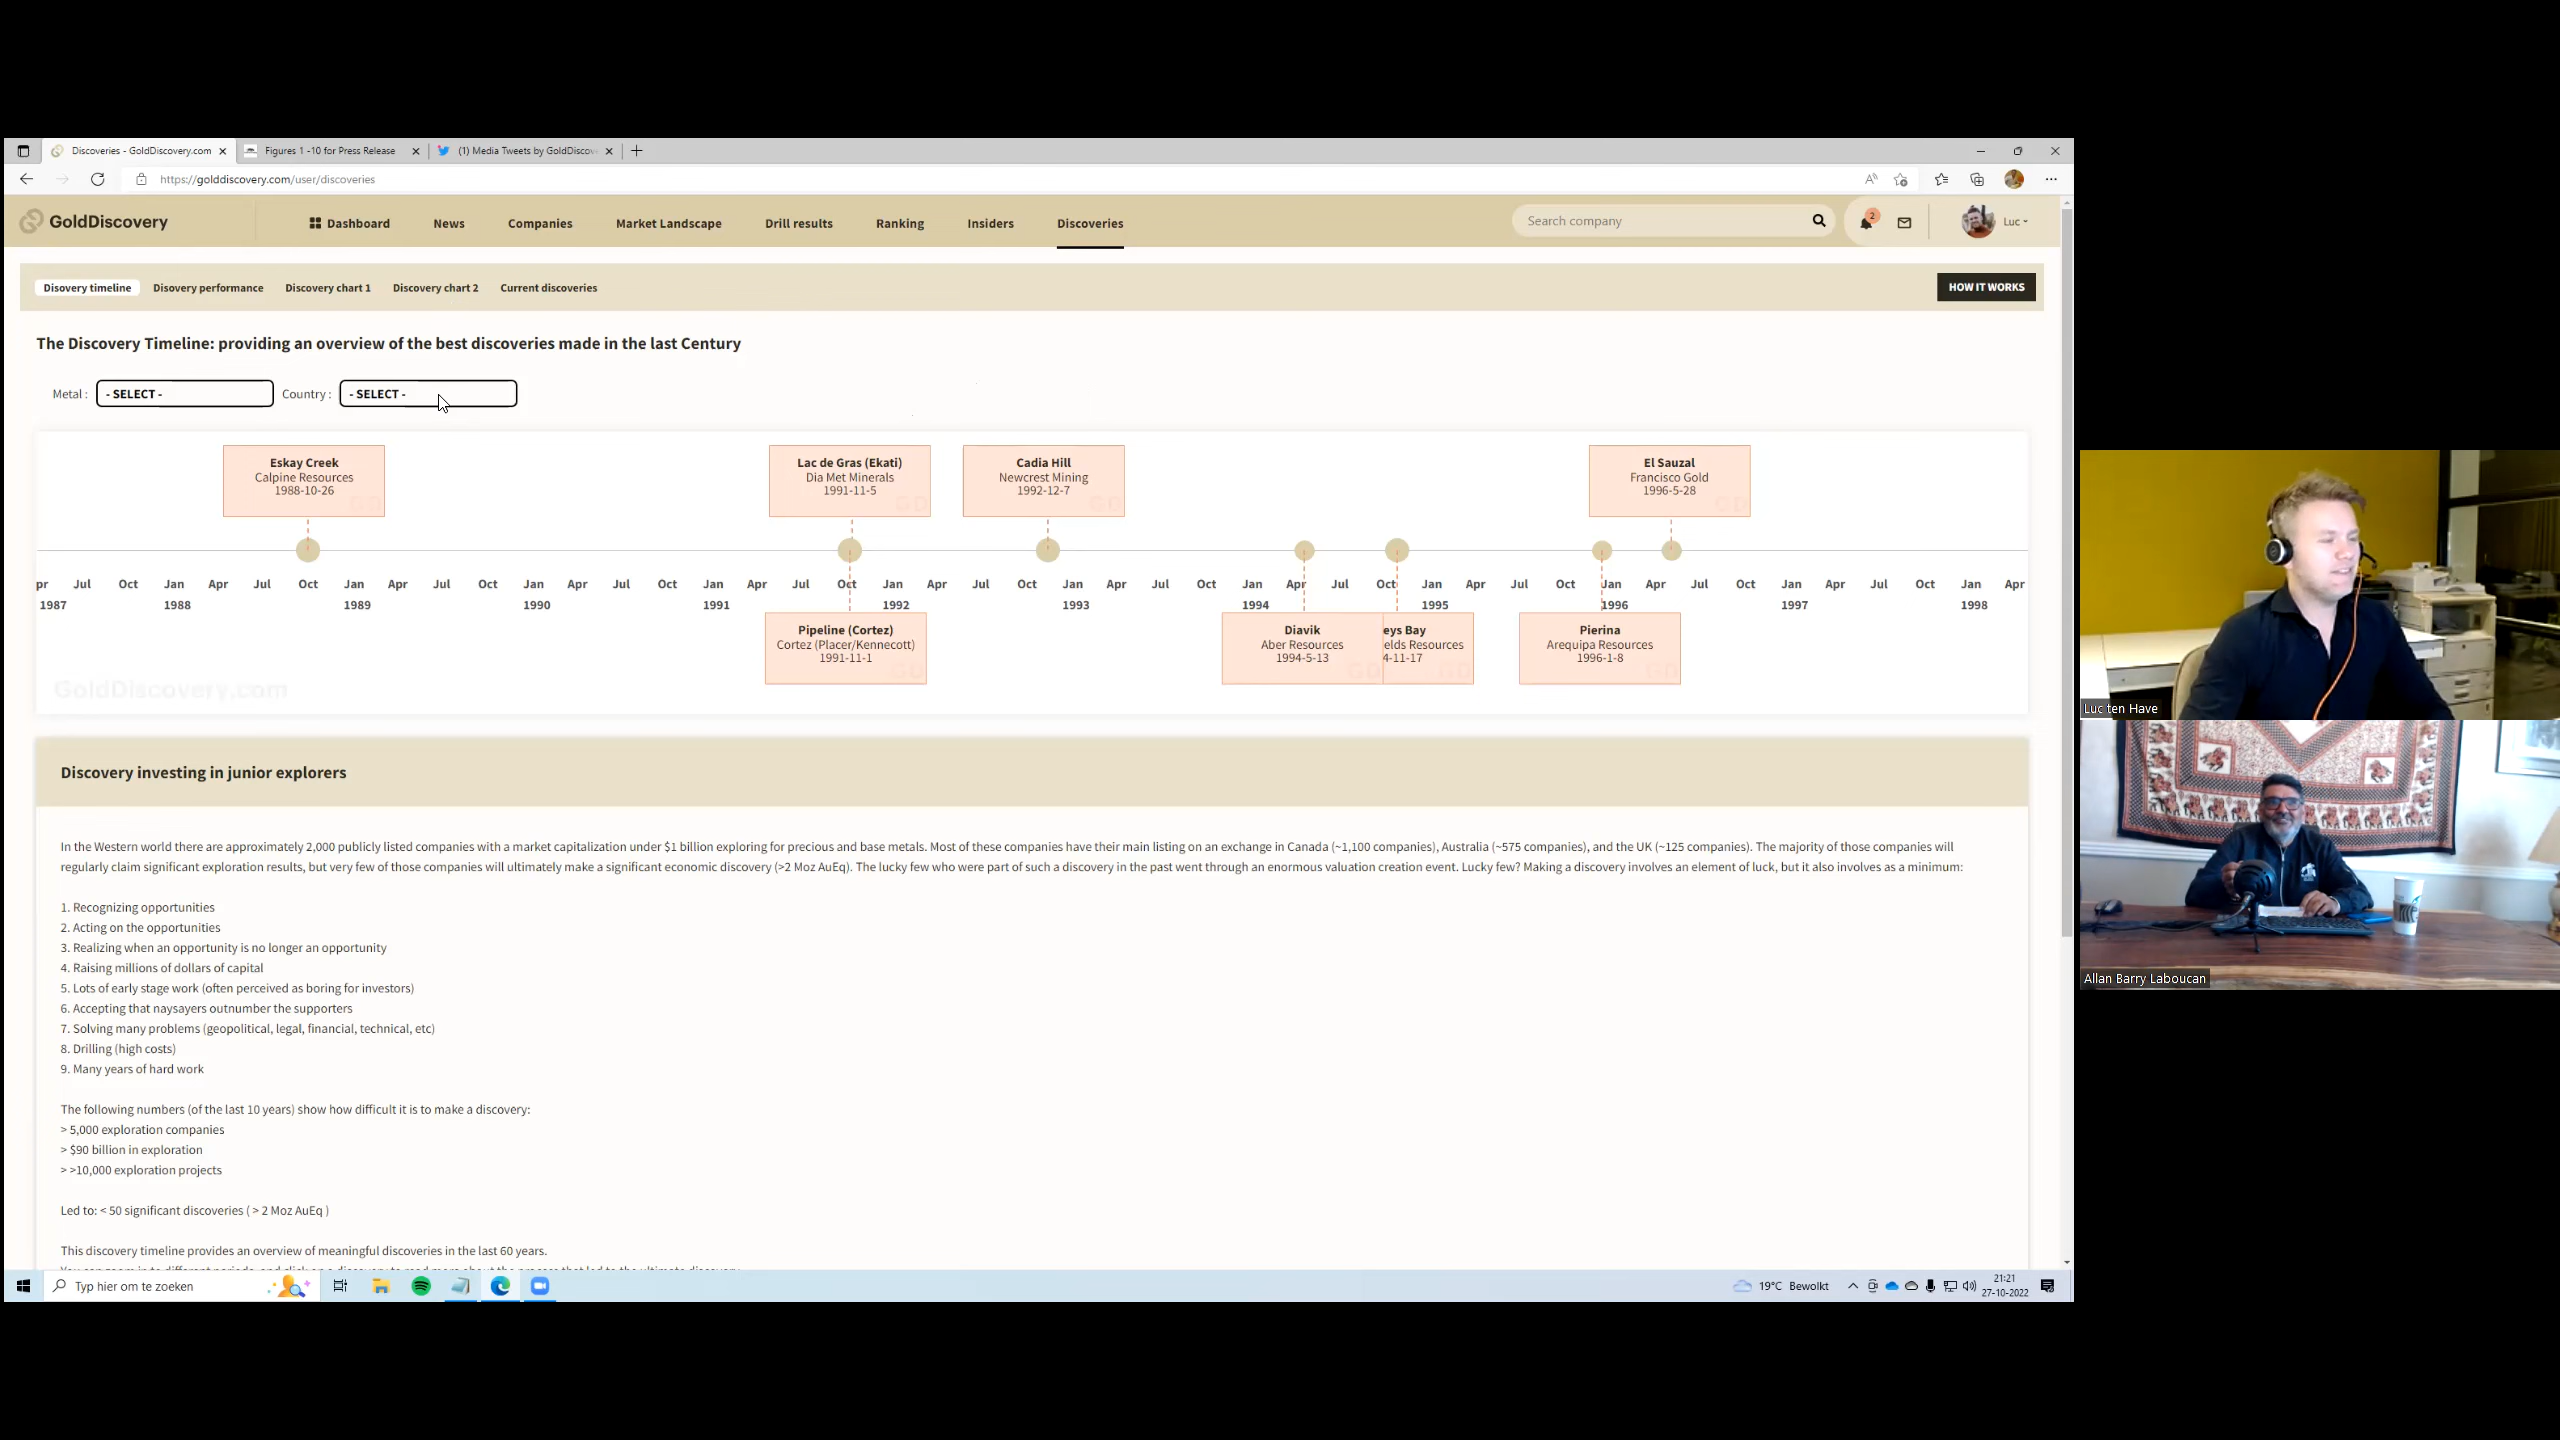 Discoveries - GoldDiscovery.com
Figures 1 -10 for Press Release
(1) Media Tweets by GoldDiscov
https://golddiscovery.com/user/discoveries
GoldDiscovery
Dashboard
News
Companies
Market Landscape
Drill results
Ranking
Insiders
Discoveries
Search company
2
Luc
Disovery timeline
Disovery performance
Discovery chart 1
Discovery chart 2
Current discoveries
HOW IT WORKS
The Discovery Timeline: providing an overview of the best discoveries made in the last Century
Metal : - SELECT - Country : - SELECT -
Eskay Creek
Calpine Resources
1988-10-26
Lac de Gras (Ekati)
Dia Met Minerals
1991-11-5
Cadia Hill
Newcrest Mining
1992-12-7
El Sauzal
Francisco Gold
1996-5-28
pr Jul Oct Jan Apr Jul Oct Jan Apr Jul Oct Jan Apr Jul Oct Jan Apr Jul Oct Jan Apr Jul Oct Jan Apr Jul Oct Jan Apr Jul Oct Jan Apr Jul Oct Jan Apr Jul Oct Jan Apr Jul Oct Jan Apr
1987 1988 1989 1990 1991 1992 1993 1994 1995 1996 1997 1998
Pipeline (Cortez)
Cortez (Placer/Kennecott)
1991-11-1
Diavik
Aber Resources
1994-5-13
eys Bay
elds Resources
4-11-17
Pierina
Arequipa Resources
1996-1-8
GoldDiscovery.com
Discovery investing in junior explorers
In the Western world there are approximately 2,000 publicly listed companies with a market capitalization under $1 billion exploring for precious and base metals. Most of these companies have their main listing on an exchange in Canada (~1,100 companies), Australia (~575 companies), and the UK (~125 companies). The majority of those companies will
regularly claim significant exploration results, but very few of those companies will ultimately make a significant economic discovery (>2 Moz AuEq). The lucky few who were part of such a discovery in the past went through an enormous valuation creation event. Lucky few? Making a discovery involves an element of luck, but it also involves as a minimum:
1. Recognizing opportunities
2. Acting on the opportunities
3. Realizing when an opportunity is no longer an opportunity
4. Raising millions of dollars of capital
5. Lots of early stage work (often perceived as boring for investors)
6. Accepting that naysayers outnumber the supporters
7. Solving many problems (geopolitical, legal, financial, technical, etc)
8. Drilling (high costs)
9. Many years of hard work
The following numbers (of the last 10 years) show how difficult it is to make a discovery:
> 5,000 exploration companies
> $90 billion in exploration
> >10,000 exploration projects
Led to: < 50 significant discoveries ( > 2 Moz AuEq )
This discovery timeline provides an overview of meaningful discoveries in the last 60 years.
Typ hier om te zoeken
19°C Bewolkt
21:21
27-10-2022
Luc ten Have
Allan Barry Laboucan